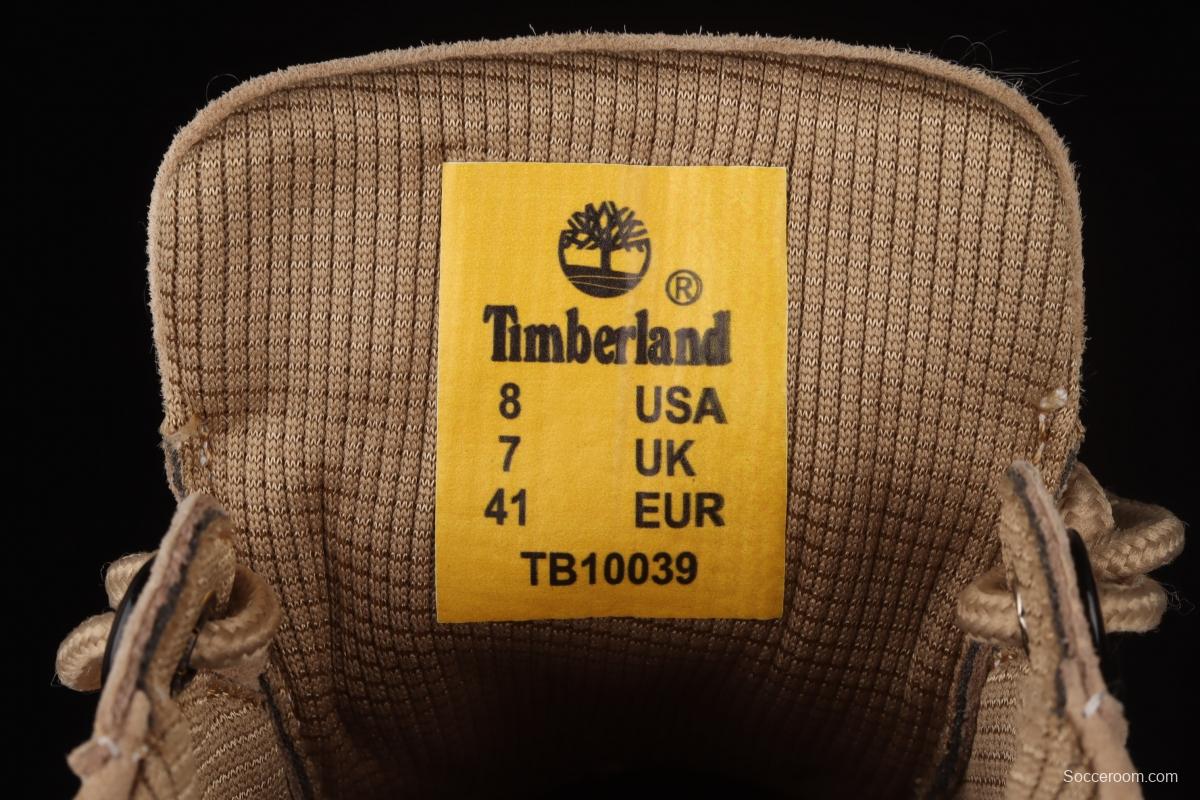 ®
Timberland
8 USA
7 UK
41 EUR
TB10039
Socceroom.com